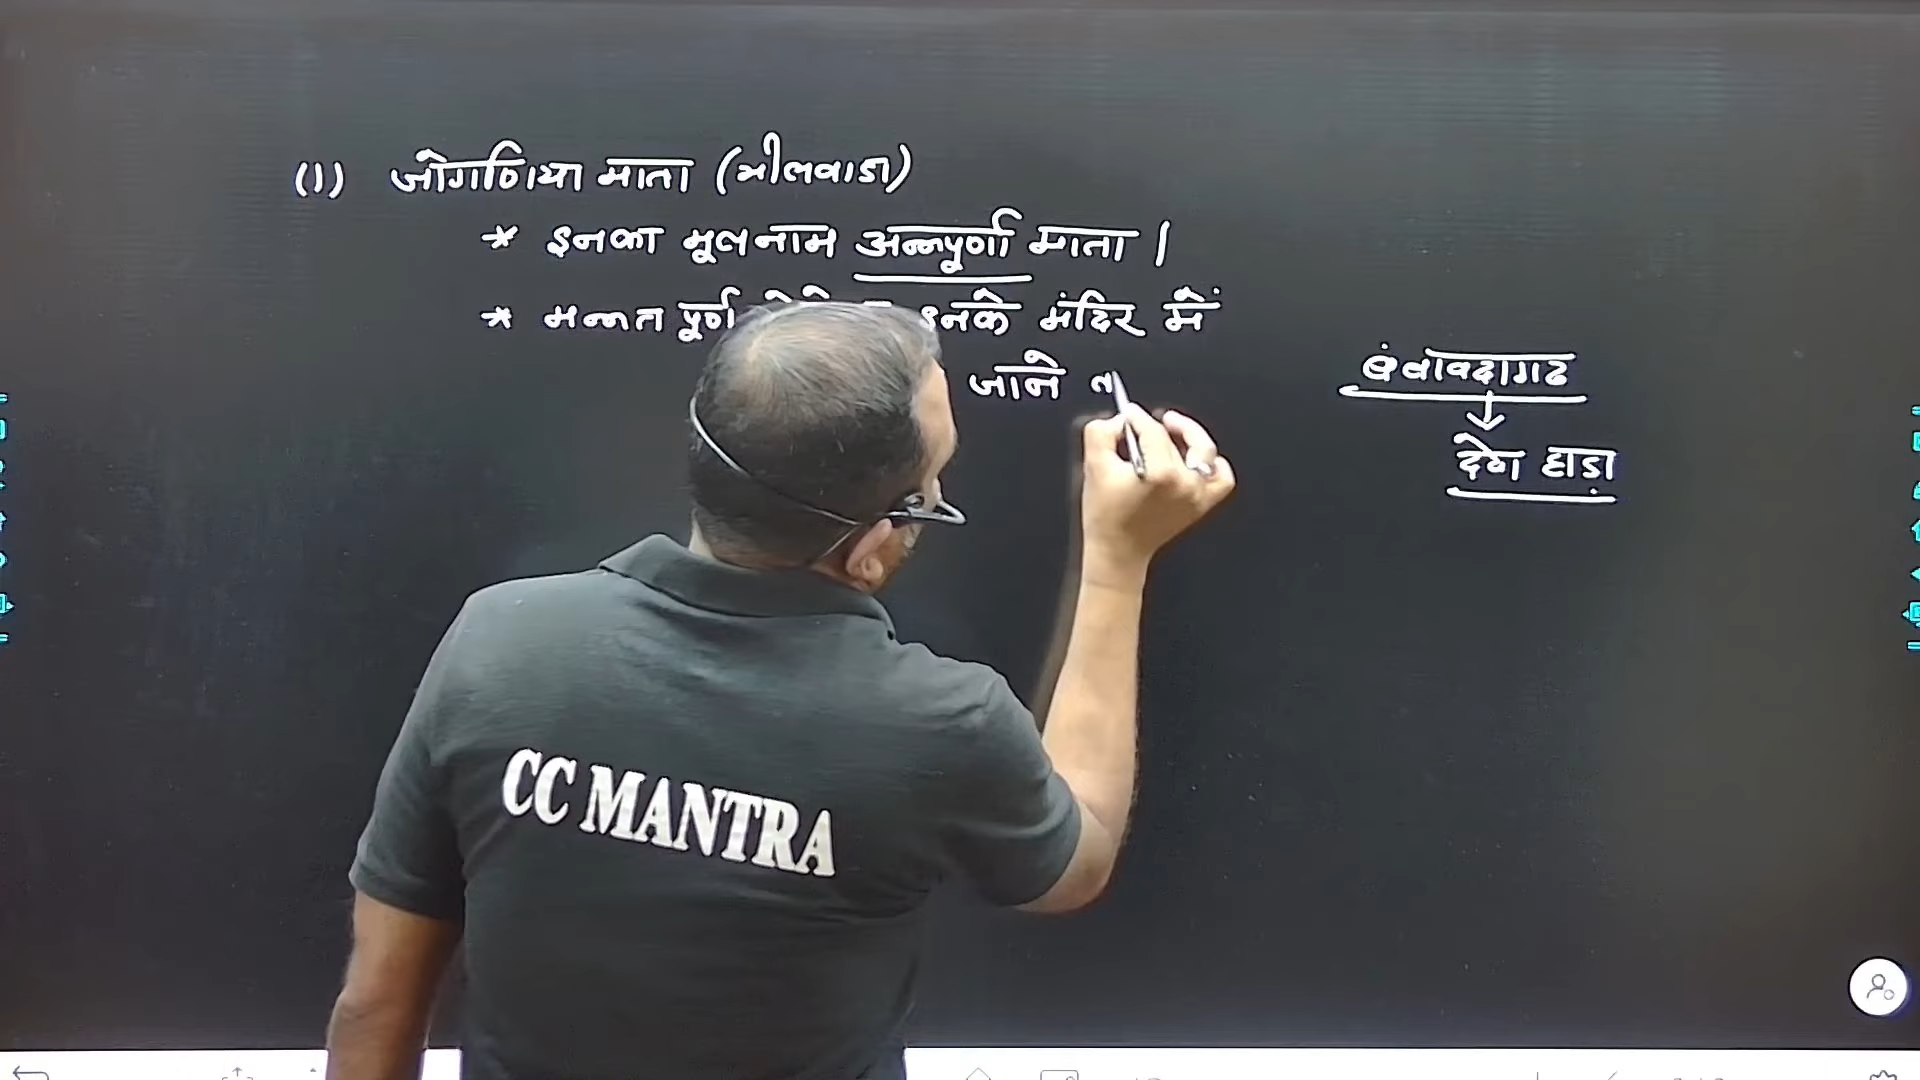 (1) जोगणिया माता (भीलवाडा)
* इनका मूलनाम अन्नपूर्णा माता |
* मन्नत पूर्ण इनके मंदिर में
जाने
बंबावदागढ
↓
देवा हाडा
CC MANTRA